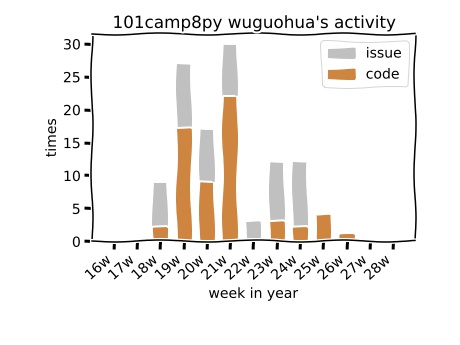 101camp8py wuguohua's activity
issue
code
30
25
20
15
10
5
0
times
16w 17w 18w 19w 20w 21w 22w 23w 24w 25w 26w 27w 28w
week in year